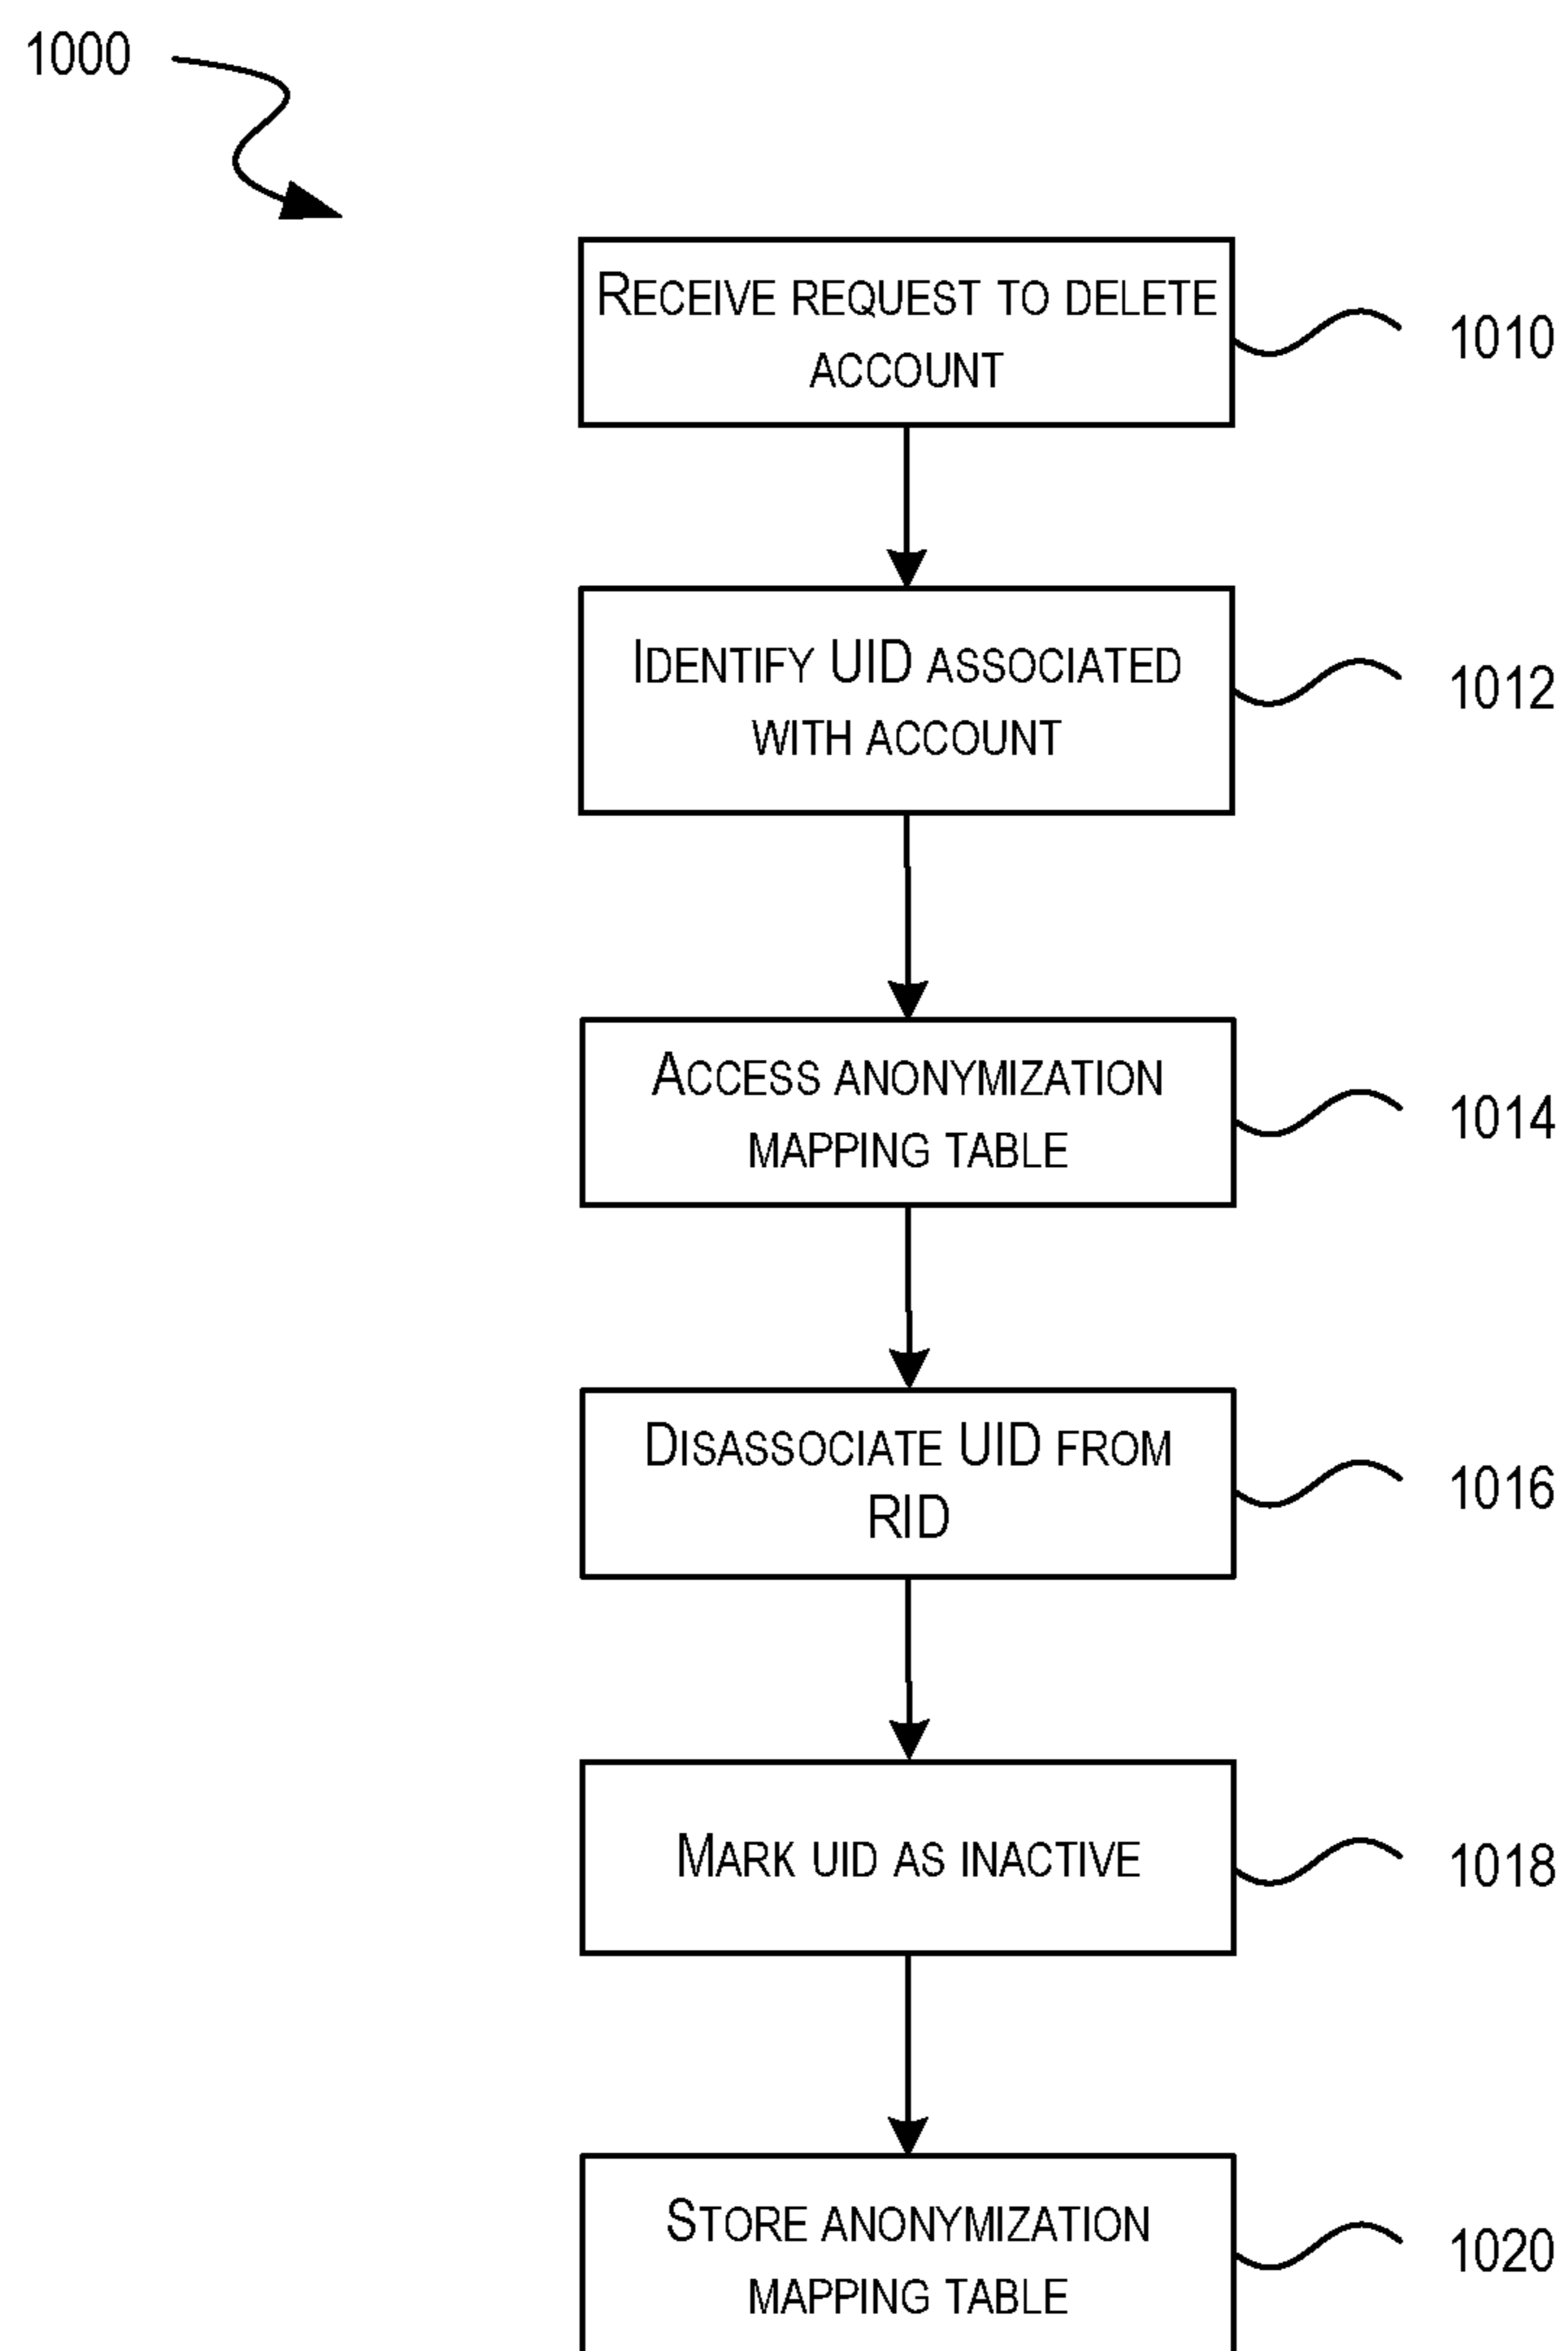 1000
RECEIVE REQUEST TO DELETE
ACCOUNT
1010
IDENTIFY UID ASSOCIATED
WITH ACCOUNT
1012
ACCESS ANONYMIZATION
MAPPING TABLE
1014
DISASSOCIATE UID FROM
RID
1016
MARK UID AS INACTIVE
1018
STORE ANONYMIZATION
MAPPING TABLE
1020